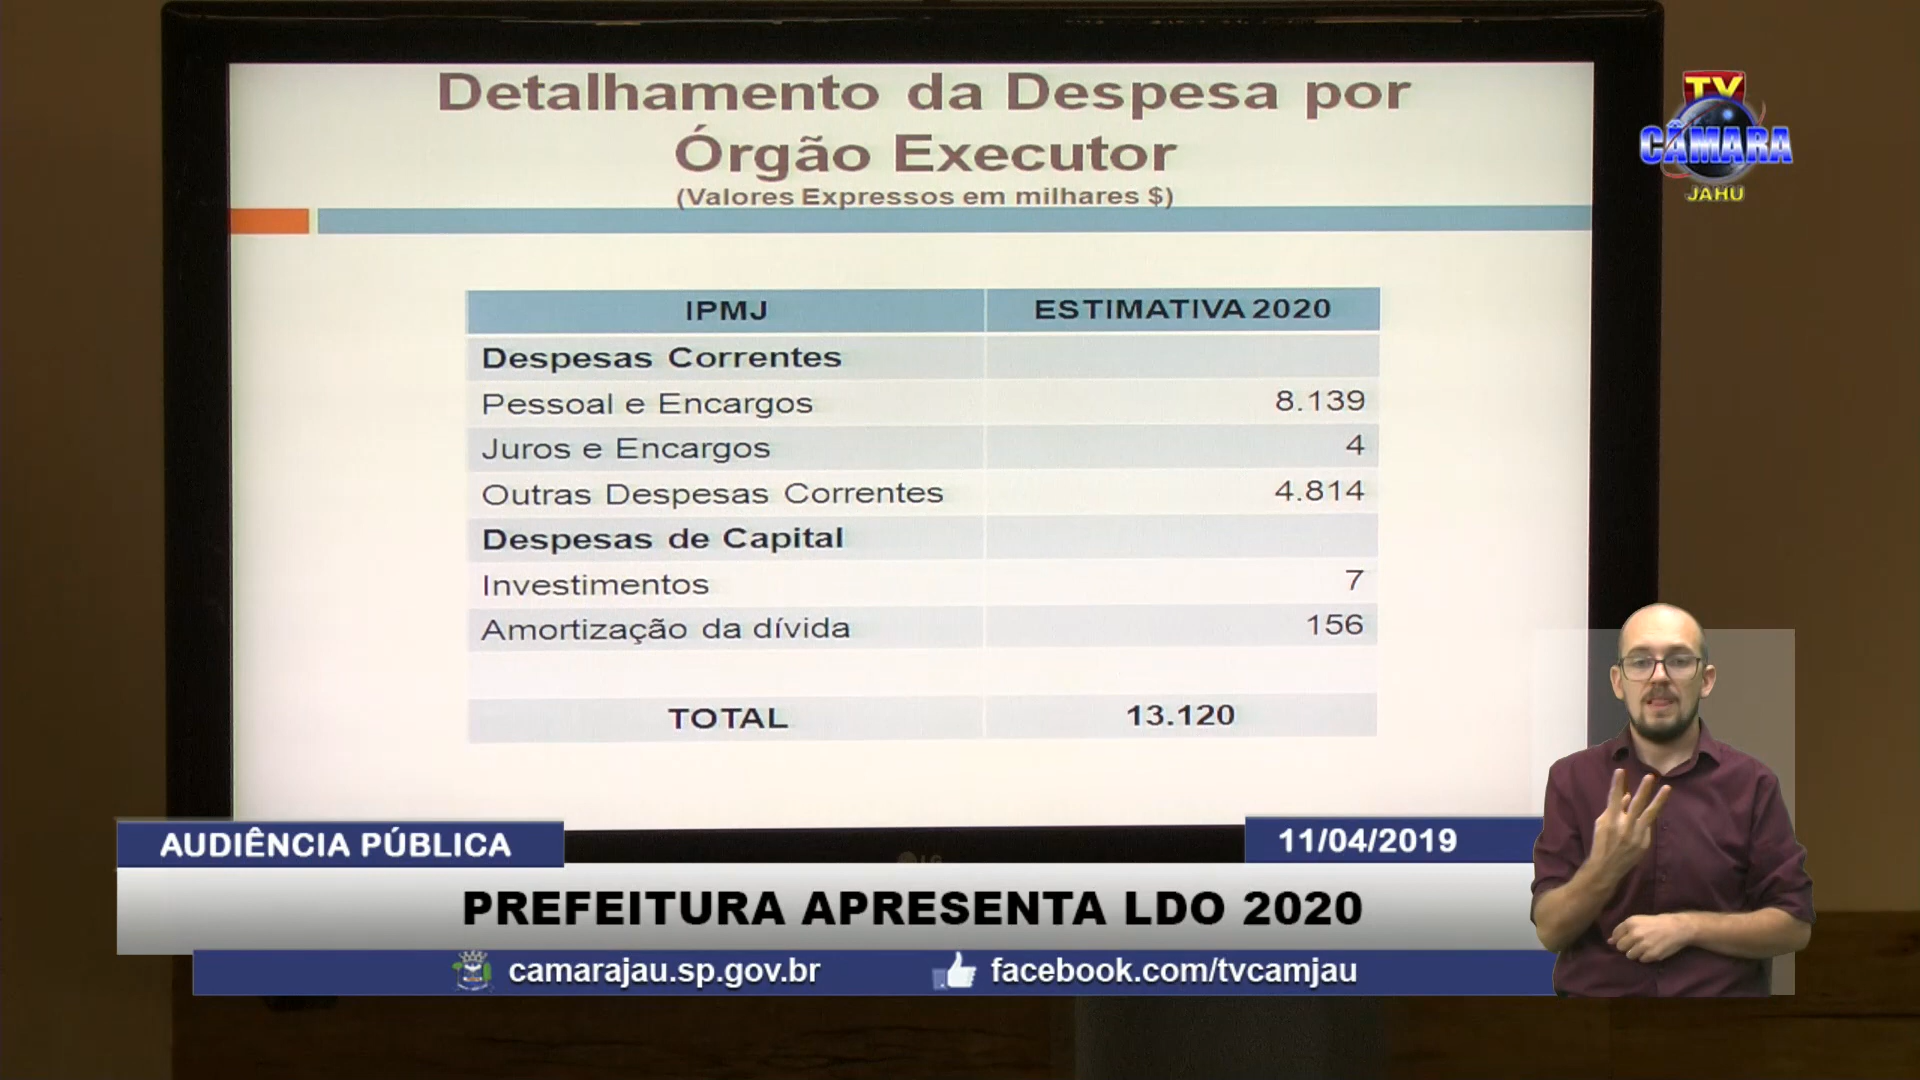 Detalhamento da Despesa por
Órgão Executor
(Valores Expressos em milhares $)
TV
CÂMARA
JAHU
IPMJ ESTIMATIVA 2020
Despesas Correntes
Pessoal e Encargos 8.139
Juros e Encargos 4
Outras Despesas Correntes 4.814
Despesas de Capital
Investimentos 7
Amortização da dívida 156
TOTAL 13.120
LG
AUDIÊNCIA PÚBLICA 11/04/2019
PREFEITURA APRESENTA LDO 2020
camarajau.sp.gov.br facebook.com/tvcamjau